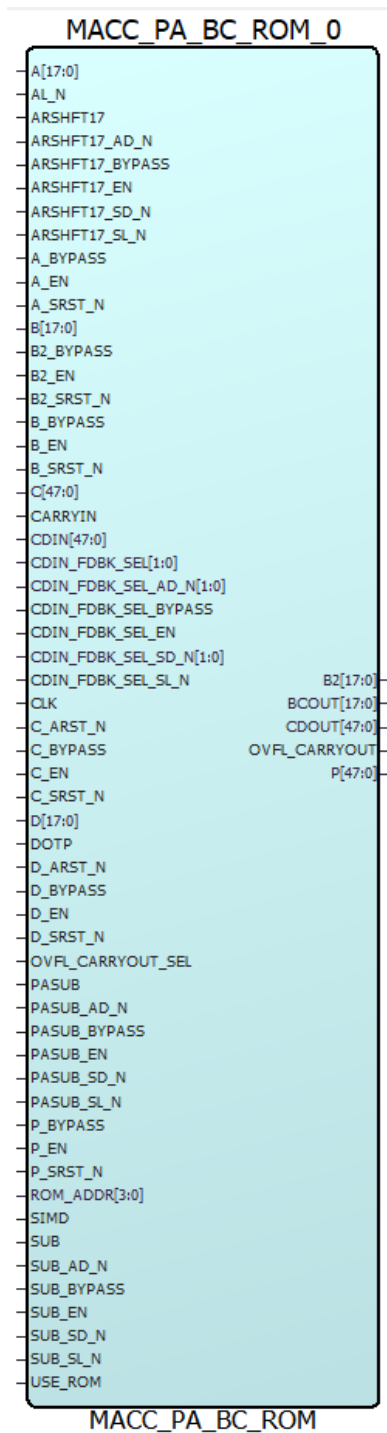 MACC_PA_BC_ROM_0
A[17:0]
AL_N
ARSHFT17
ARSHFT17_AD_N
ARSHFT17_BYPASS
ARSHFT17_EN
ARSHFT17_SD_N
ARSHFT17_SL_N
A_BYPASS
A_EN
A_SRST_N
B[17:0]
B2_BYPASS
B2_EN
B2_SRST_N
B_BYPASS
B_EN
B_SRST_N
C[47:0]
CARRYIN
CDIN[47:0]
CDIN_FDBK_SEL[1:0]
CDIN_FDBK_SEL_AD_N[1:0]
CDIN_FDBK_SEL_BYPASS
CDIN_FDBK_SEL_EN
CDIN_FDBK_SEL_SD_N[1:0]
CDIN_FDBK_SEL_SL_N B2[17:0]
CLK BCOUT[17:0]
C_ARST_N CDOUT[47:0]
C_BYPASS OVFL_CARRYOUT
C_EN P[47:0]
C_SRST_N
D[17:0]
DOTP
D_ARST_N
D_BYPASS
D_EN
D_SRST_N
OVFL_CARRYOUT_SEL
PASUB
PASUB_AD_N
PASUB_BYPASS
PASUB_EN
PASUB_SD_N
PASUB_SL_N
P_BYPASS
P_EN
P_SRST_N
ROM_ADDR[3:0]
SIMD
SUB
SUB_AD_N
SUB_BYPASS
SUB_EN
SUB_SD_N
SUB_SL_N
USE_ROM
MACC_PA_BC_ROM